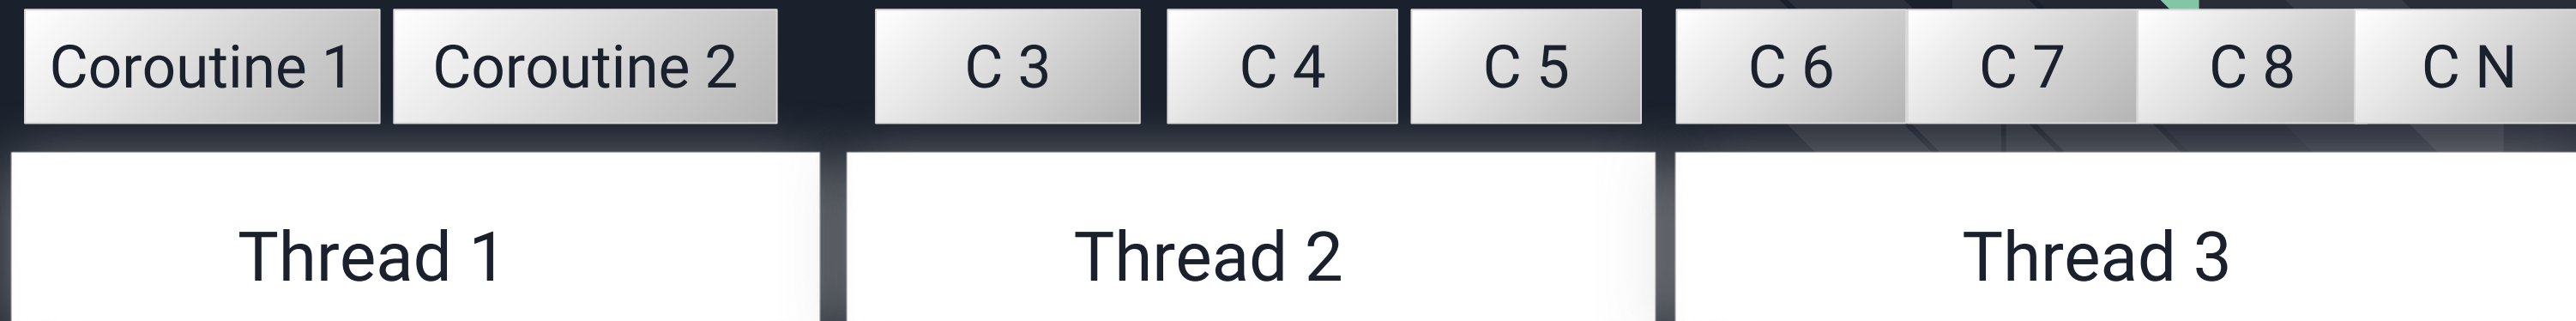 Coroutine 1 Coroutine 2 C 3 C 4 C 5 C 6 C 7 C 8 C N
Thread 1 Thread 2 Thread 3